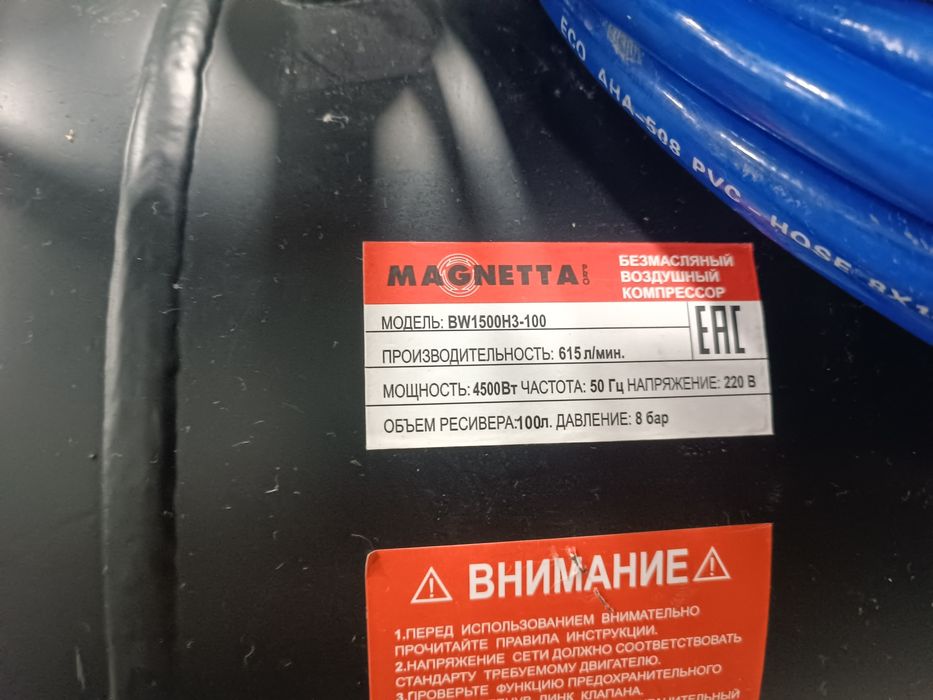 ECO AHA-508 PVC HOSE 8X1
MAGNETTA PRO
БЕЗМАСЛЯНЫЙ
ВОЗДУШНЫЙ
КОМПРЕССОР
МОДЕЛЬ: BW1500H3-100
EAC
ПРОИЗВОДИТЕЛЬНОСТЬ: 615 л/мин.
МОЩНОСТЬ: 4500Вт ЧАСТОТА: 50 Гц НАПРЯЖЕНИЕ: 220 В
ОБЪЕМ РЕСИВЕРА:100л. ДАВЛЕНИЕ: 8 бар
ВНИМАНИЕ
1.ПЕРЕД ИСПОЛЬЗОВАНИЕМ ВНИМАТЕЛЬНО
ПРОЧИТАЙТЕ ПРАВИЛА ИНСТРУКЦИИ.
2.НАПРЯЖЕНИЕ СЕТИ ДОЛЖНО СООТВЕТСТВОВАТЬ
СТАНДАРТУ ТРЕБУЕМОМУ ДВИГАТЕЛЮ.
3.ПРОВЕРЬТЕ ФУНКЦИЮ ПРЕДОХРАНИТЕЛЬНОГО
КЛАПАНА.